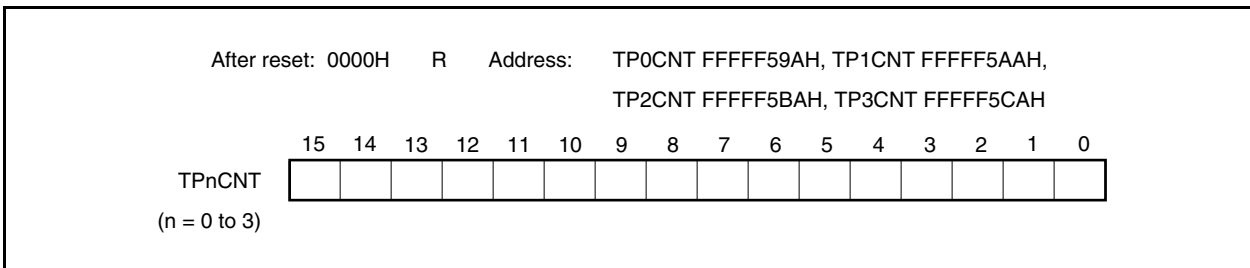 After reset: 0000H R Address: TP0CNT FFFFF59AH, TP1CNT FFFFF5AAH,
TP2CNT FFFFF5BAH, TP3CNT FFFFF5CAH
15 14 13 12 11 10 9 8 7 6 5 4 3 2 1 0
TPnCNT
(n = 0 to 3)